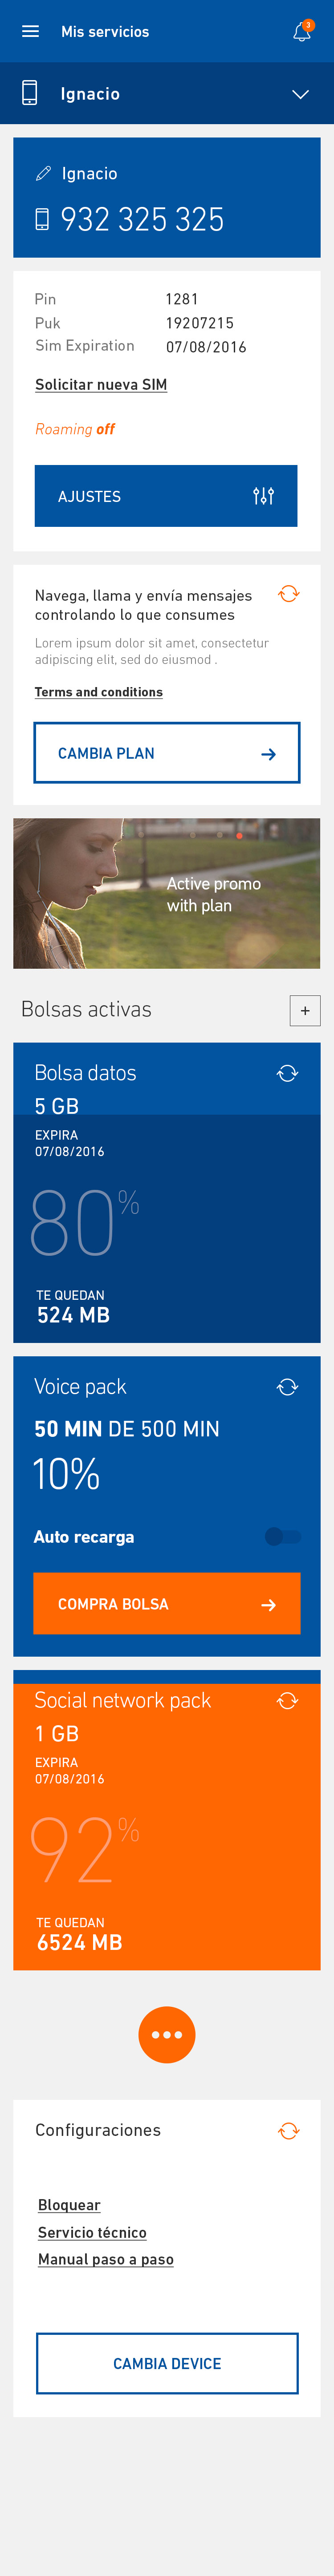 Mis servicios
3
Ignacio
Ignacio
932 325 325
Pin 1281
Puk 19207215
Sim Expiration 07/08/2016
Solicitar nueva SIM
Roaming off
AJUSTES
Navega, llama y envía mensajes
controlando lo que consumes
Lorem ipsum dolor sit amet, consectetur
adipiscing elit, sed do eiusmod .
Terms and conditions
CAMBIA PLAN
Active promo
with plan
Bolsas activas
+
Bolsa datos
5 GB
EXPIRA
07/08/2016
80%
TE QUEDAN
524 MB
Voice pack
50 MIN DE 500 MIN
10%
Auto recarga
COMPRA BOLSA
Social network pack
1 GB
EXPIRA
07/08/2016
92%
TE QUEDAN
6524 MB
Configuraciones
Bloquear
Servicio técnico
Manual paso a paso
CAMBIA DEVICE